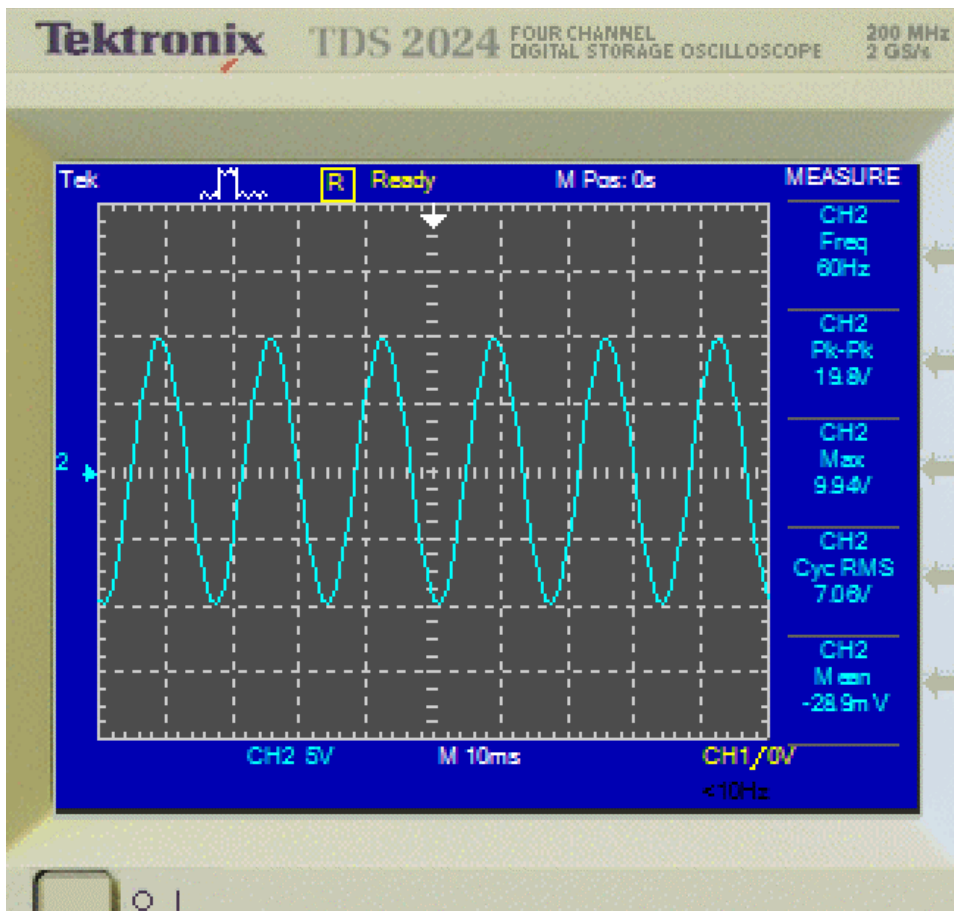 Tektronix TDS 2024 FOUR CHANNEL 200 MHz
DIGITAL STORAGE OSCILLOSCOPE 2 GS/s
Tek R Ready M Pos: 0s MEASURE
CH2
Freq
60Hz
CH2
Pk-Pk
19.8V
CH2
Max
9.94V
CH2
Cyc RMS
7.06V
CH2
Mean
-28.9mV
2
CH2 5V M 10ms CH1/0V
<10Hz